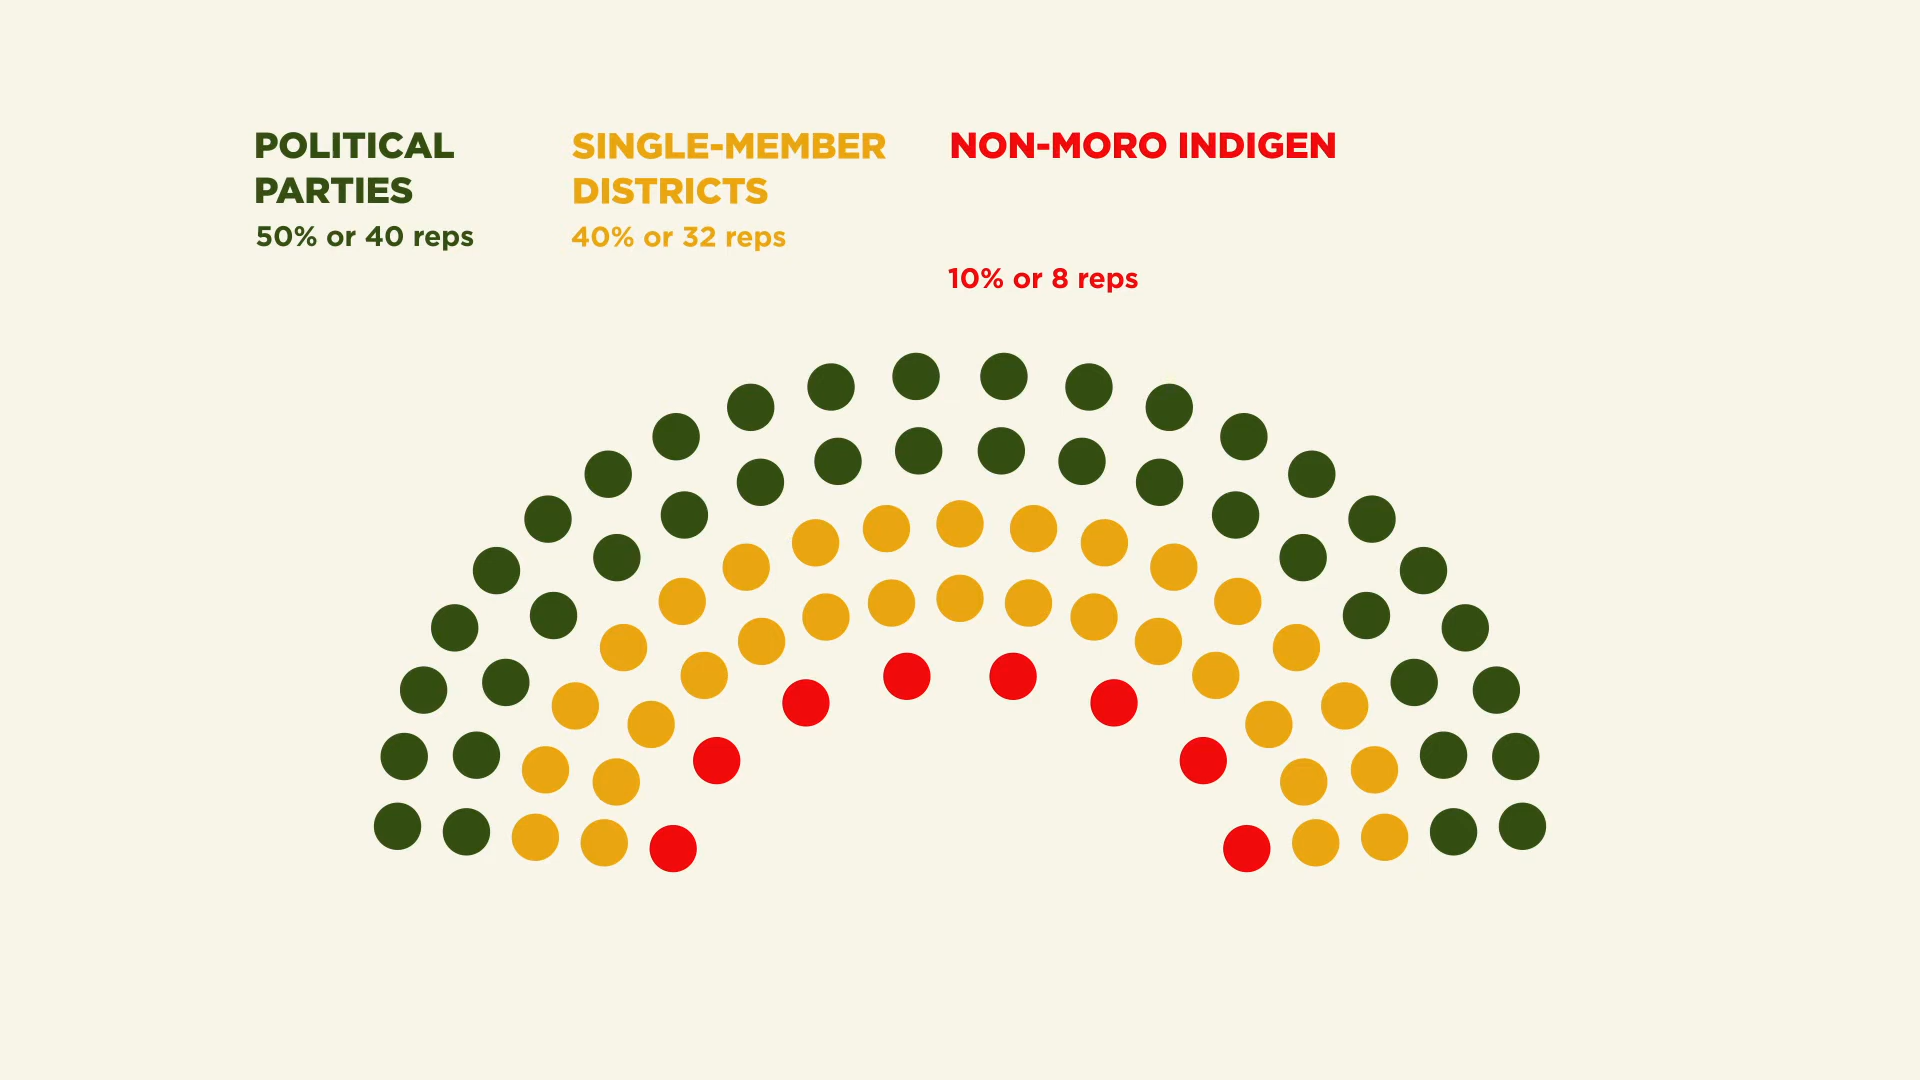 POLITICAL
PARTIES
50% or 40 reps
SINGLE-MEMBER
DISTRICTS
40% or 32 reps
NON-MORO INDIGEN
10% or 8 reps